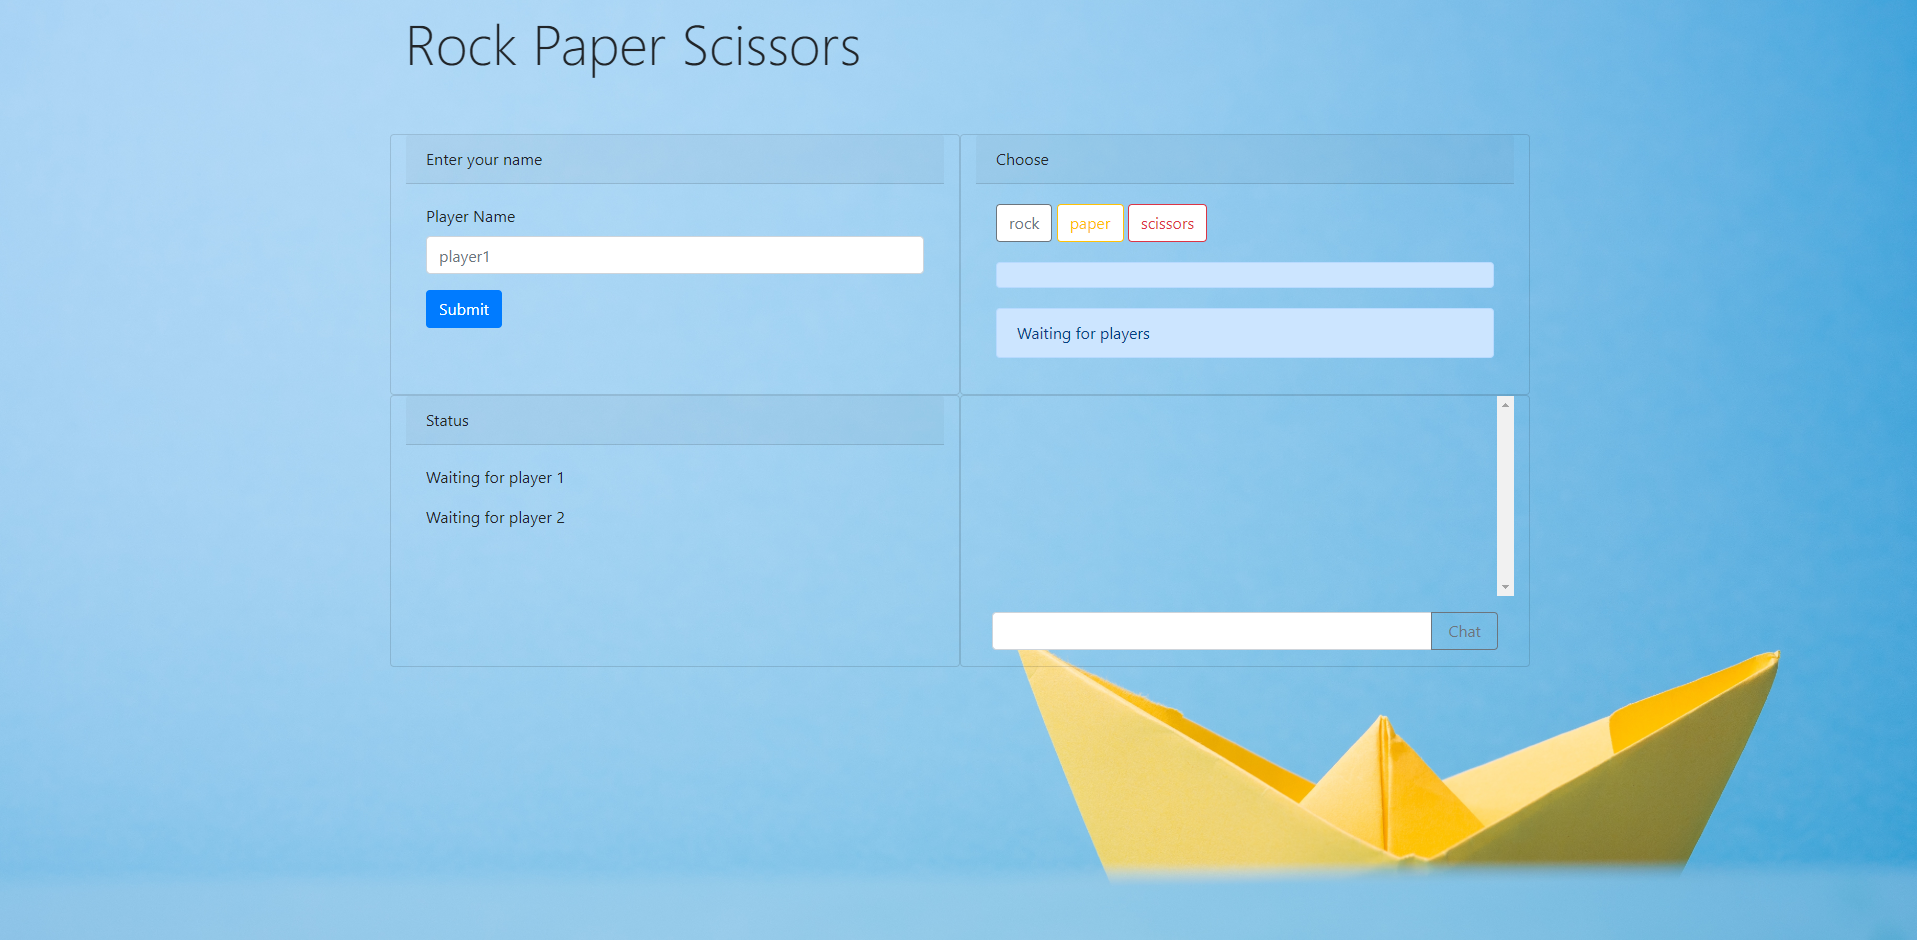 Rock Paper Scissors
Enter your name
Player Name
player1
Submit
Choose
rock paper scissors
Waiting for players
Status
Waiting for player 1
Waiting for player 2
Chat